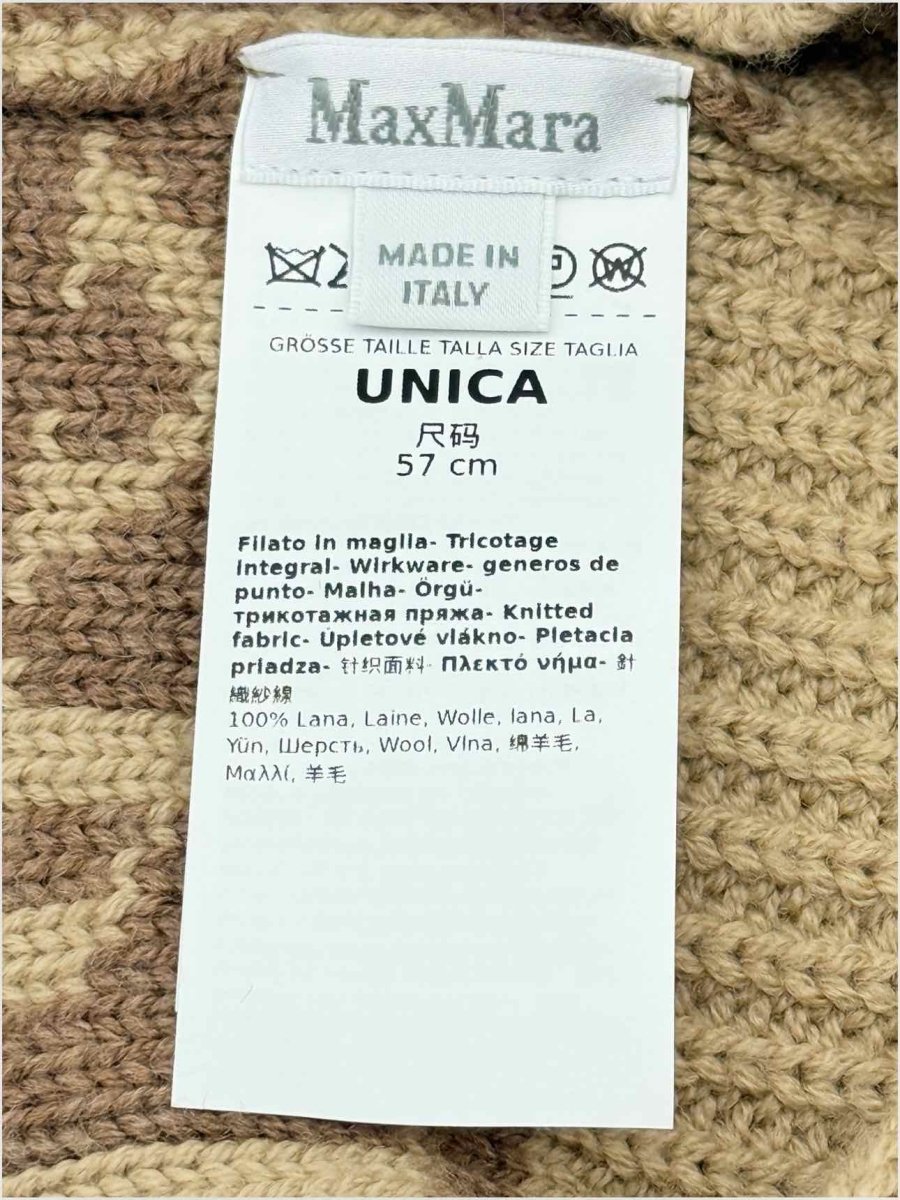 MaxMara
MADE IN
ITALY
GRÖSSE TAILLE TALLA SIZE TAGLIA
UNICA
尺码
57 cm
Filato in maglia- Tricotage
integral- Wirkware- generos de
punto- Malha- Örgü-
трикотажная пряжа- Knitted
fabric- Úpletové vlákno- Pletacia
priadza- 针织面料- Πλεκτό νήμα- 針
織紗線
100% Lana, Laine, Wolle, lana, La,
Yün, Шерсть, Wool, Vlna, 绵羊毛,
Μαλλί, 羊毛